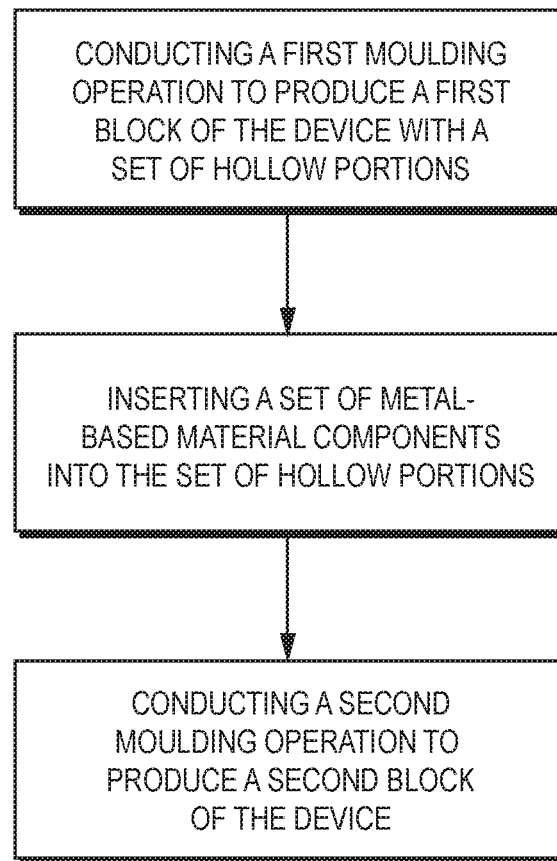 CONDUCTING A FIRST MOULDING
OPERATION TO PRODUCE A FIRST
BLOCK OF THE DEVICE WITH A
SET OF HOLLOW PORTIONS
INSERTING A SET OF METAL-
BASED MATERIAL COMPONENTS
INTO THE SET OF HOLLOW PORTIONS
CONDUCTING A SECOND
MOULDING OPERATION TO
PRODUCE A SECOND BLOCK
OF THE DEVICE